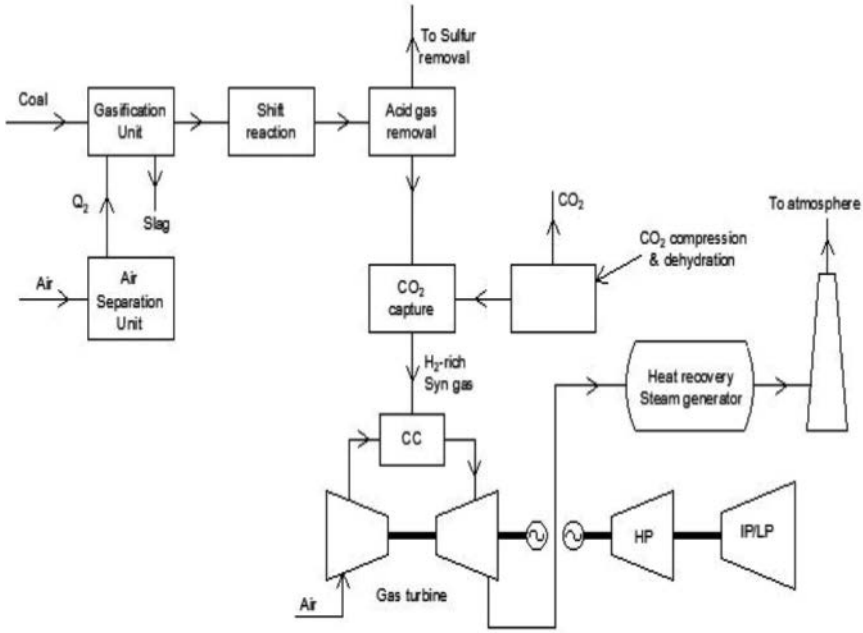 To Sulfur
removal
Coal
Gasification
Unit
Shift
reaction
Acid gas
removal
Q2
Slag
CO2
To atmosphere
CO2 compression
& dehydration
Air
Air
Separation
Unit
CO2
capture
H2-rich
Syn gas
Heat recovery
Steam generator
CC
HP
IP/LP
Gas turbine
Air